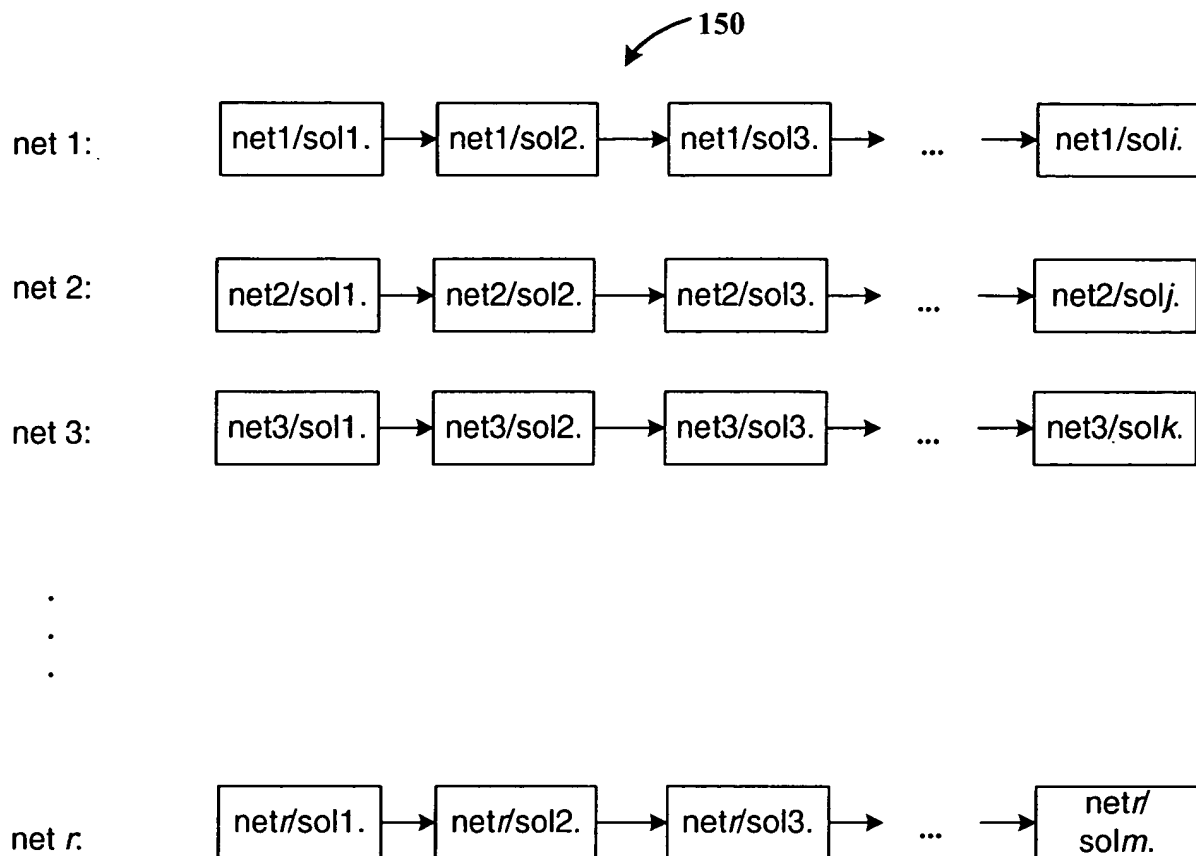 150
net 1: net1/sol1. net1/sol2. net1/sol3. ... net1/soli.
net 2: net2/sol1. net2/sol2. net2/sol3. ... net2/solj.
net 3: net3/sol1. net3/sol2. net3/sol3. ... net3/solk.
.
.
.
net r: netr/sol1. netr/sol2. netr/sol3. ... netr/
solm.